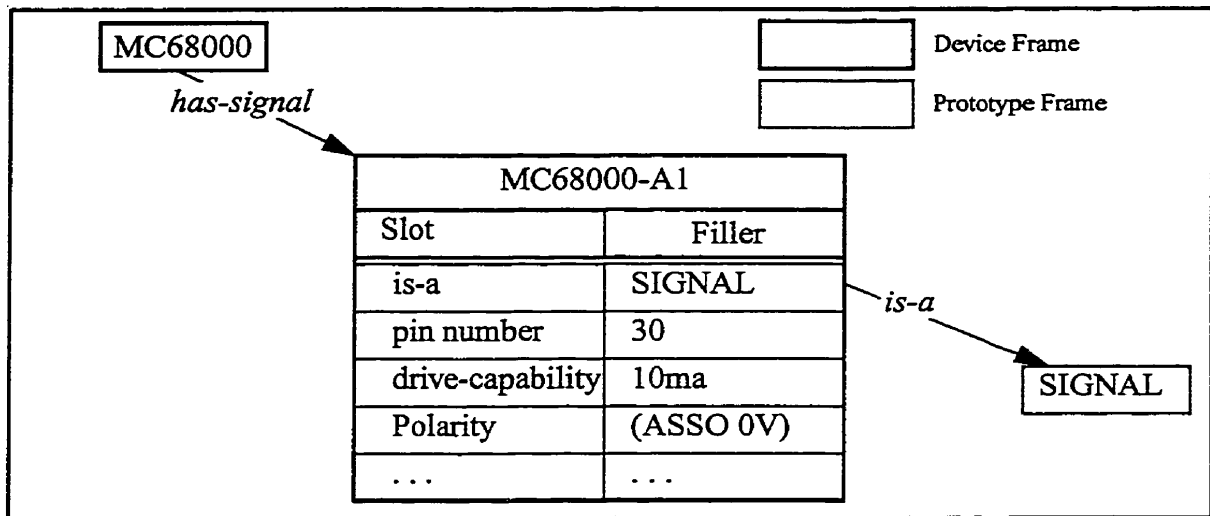 MC68000
Device Frame
Prototype Frame
has-signal
MC68000-A1
Slot Filler
is-a SIGNAL
is-a
pin number 30
drive-capability 10ma
SIGNAL
Polarity (ASSO 0V)
. . . . . .